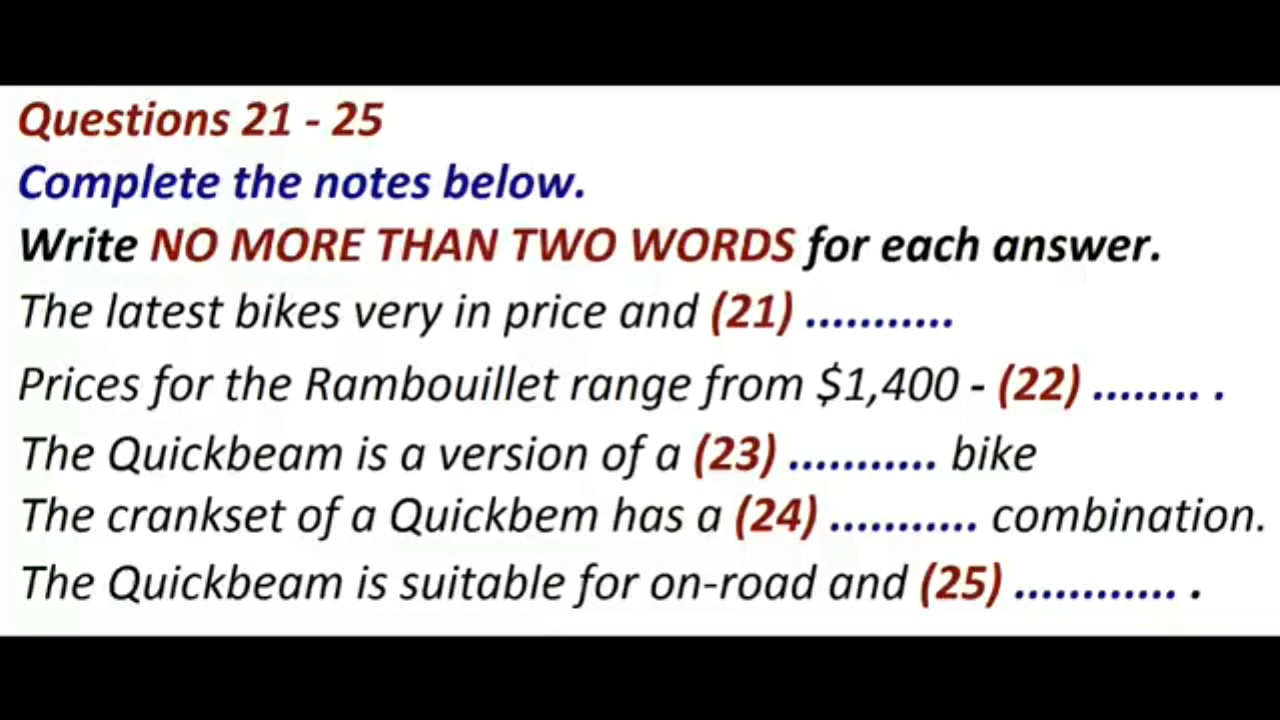 Questions 21 - 25
Complete the notes below.
Write NO MORE THAN TWO WORDS for each answer.
The latest bikes very in price and (21) ...........
Prices for the Rambouillet range from $1,400 - (22) ........ .
The Quickbeam is a version of a (23) ........... bike
The crankset of a Quickbem has a (24) ........... combination.
The Quickbeam is suitable for on-road and (25) ............ .